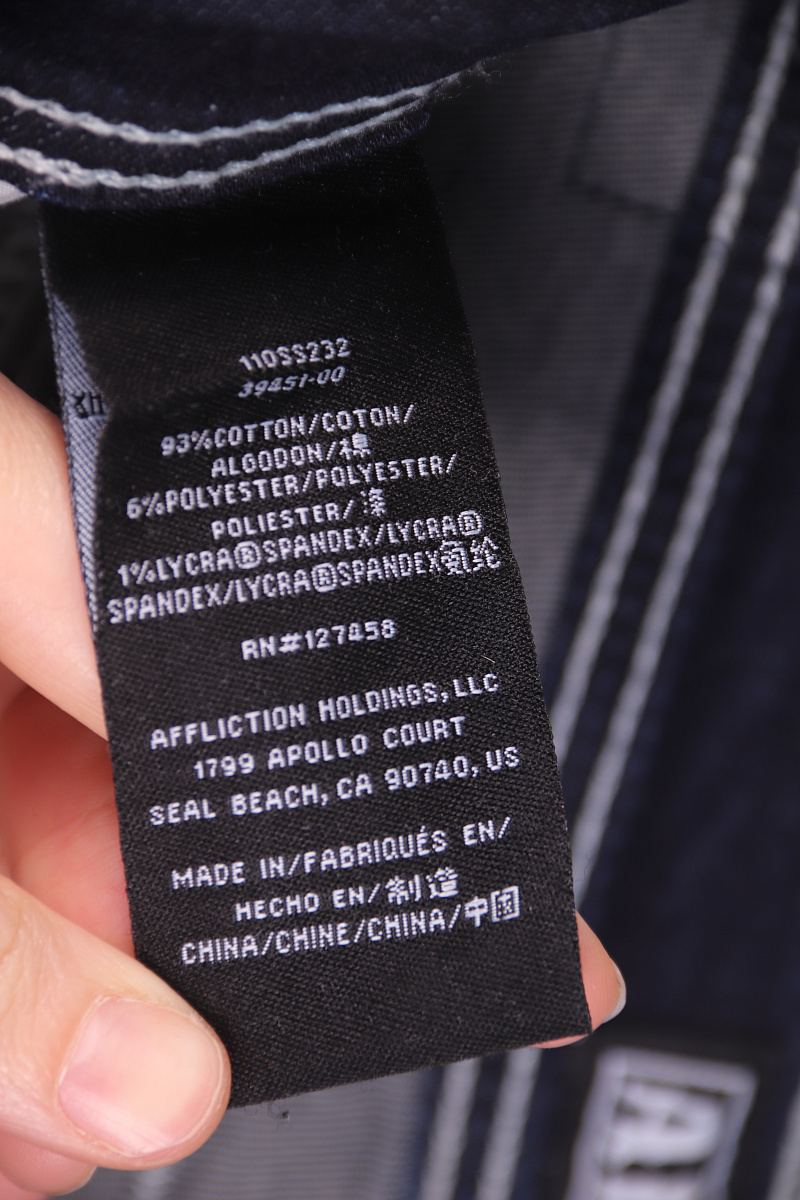 110SS232
39451-00
93%COTTON/COTON/
ALGODON/棉
6%POLYESTER/POLYESTER/
POLIESTER/涤
1%LYCRA®SPANDEX/LYCRA®
SPANDEX/LYCRA®SPANDEX氨纶
RN#127458
AFFLICTION HOLDINGS, LLC
1799 APOLLO COURT
SEAL BEACH, CA 90740, US
MADE IN/FABRIQUÉS EN/
HECHO EN/制造
CHINA/CHINE/CHINA/中国